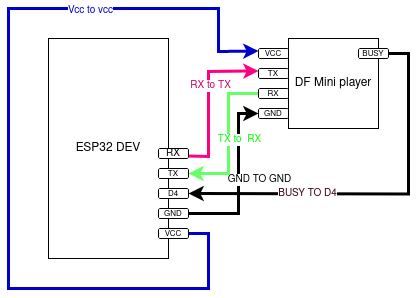 Vcc to vcc
VCC
BUSY
TX
DF Mini player
RX to TX
RX
GND
TX to RX
ESP32 DEV
RX
TX
GND TO GND
D4
BUSY TO D4
GND
VCC